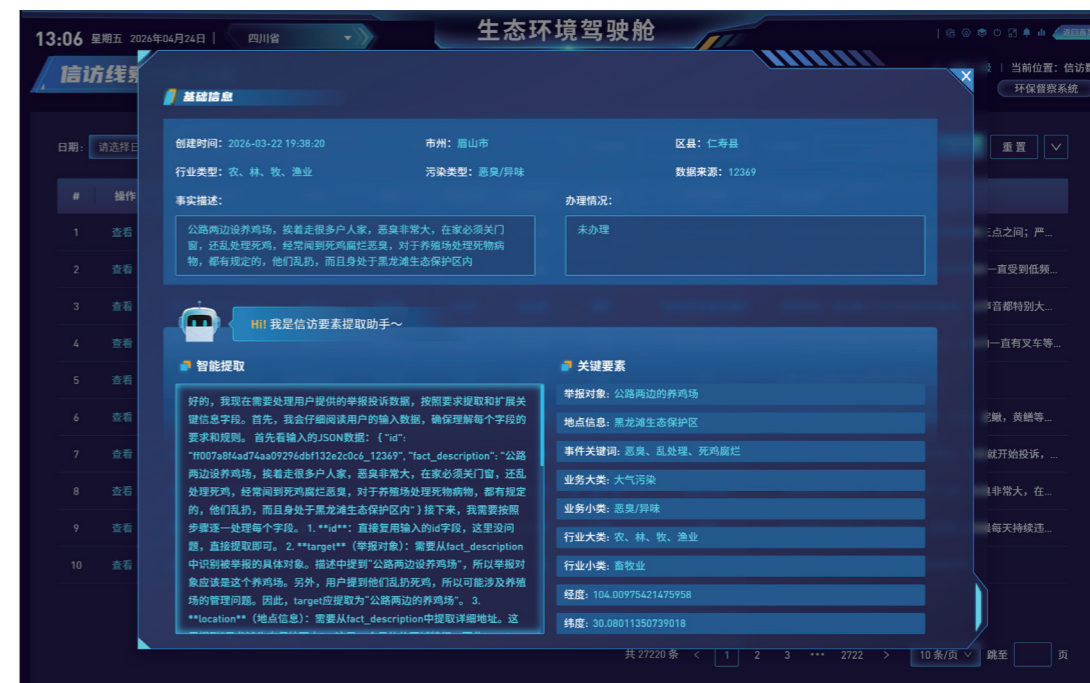 13:06 星期五 2026年04月24日 | 四川省
生态环境驾驶舱
信访线索
当前位置：信访数
环保督察系统
基础信息
日期： 请选择日
重置
创建时间：2026-03-22 19:38:20 市州：眉山市 区县：仁寿县
行业类型：农、林、牧、渔业 污染类型：恶臭/异味 数据来源：12369
# 操作
事实描述： 办理情况：
公路两边设养鸡场，挨着走很多户人家，恶臭非常大，在家必须关门
窗，还乱处理死鸡，经常闻到死鸡腐烂恶臭，对于养殖场处理死物病
物，都有规定的，他们乱扔，而且身处于黑龙滩生态保护区内
未办理
1 查看 三点之间；严...
2 查看 一直受到低频...
3 查看 声音都特别大...
4 查看 一直有叉车等...
5 查看
6 查看 泥鳅，黄鳝等...
7 查看 就开始投诉，...
8 查看 非常大，在...
9 查看 每天持续违...
10 查看
Hi! 我是信访要素提取助手～
智能提取
好的，我现在需要处理用户提供的举报投诉数据，按照要求提取和扩展关
键信息字段。首先，我会仔细阅读用户的输入数据，确保理解每个字段的
要求和规则。 首先看输入的JSON数据：{ "id":
"ff007a8f4ad74aa09296dbf132e2c0c6_12369", "fact_description": "公路
两边设养鸡场，挨着走很多户人家，恶臭非常大，在家必须关门窗，还乱
处理死鸡，经常闻到死鸡腐烂恶臭，对于养殖场处理死物病物，都有规定
的，他们乱扔，而且身处于黑龙滩生态保护区内" } 接下来，我需要按照
步骤逐一处理每个字段。 1. **id**：直接复用输入的id字段，这里没问
题，直接提取即可。 2. **target**（举报对象）：需要从fact_description
中识别被举报的具体对象。描述中提到"公路两边设养鸡场"，所以举报对
象应该是这个养鸡场。另外，用户提到他们乱扔死鸡，所以可能涉及养殖
场的管理问题。因此，target应提取为"公路两边的养鸡场"。 3.
**location**（地点信息）：需要从fact_description中提取详细地址。这
关键要素
举报对象：公路两边的养鸡场
地点信息：黑龙滩生态保护区
事件关键词：恶臭、乱处理、死鸡腐烂
业务大类：大气污染
业务小类：恶臭/异味
行业大类：农、林、牧、渔业
行业小类：畜牧业
经度：104.00975421475958
纬度：30.08011350739018
共 27220 条 < 1 2 3 ••• 2722 > 10 条/页 跳至 页